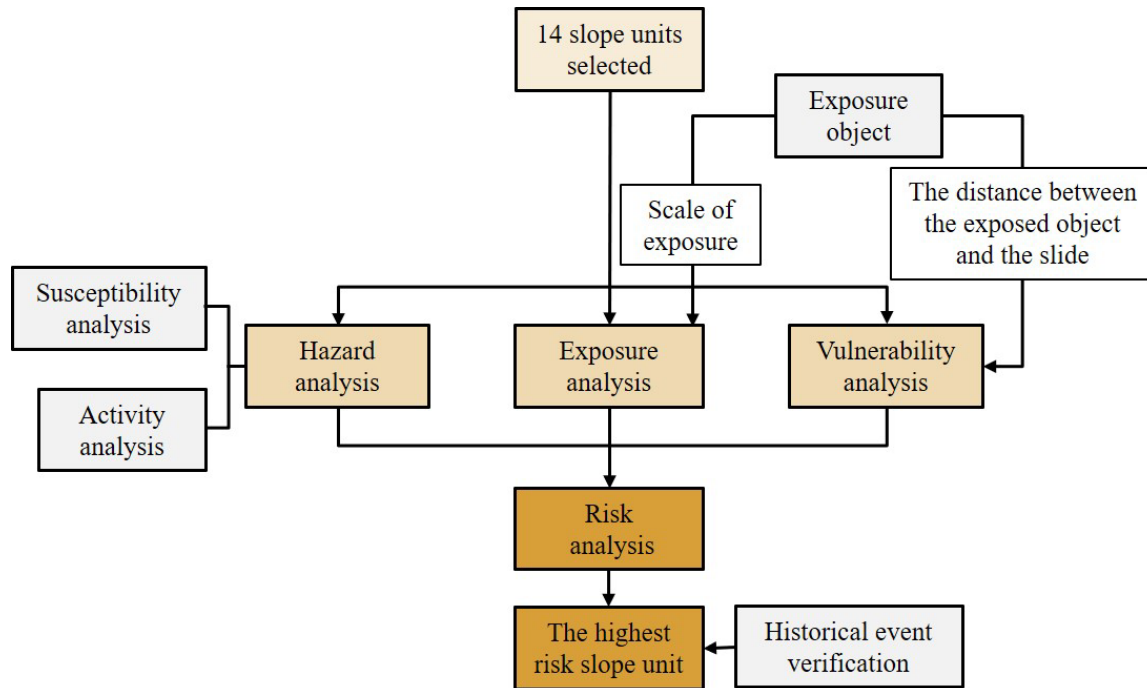 14 slope units
selected
Exposure
object
Scale of
exposure
The distance between
the exposed object
and the slide
Susceptibility
analysis
Activity
analysis
Hazard
analysis
Exposure
analysis
Vulnerability
analysis
Risk
analysis
The highest
risk slope unit
Historical event
verification